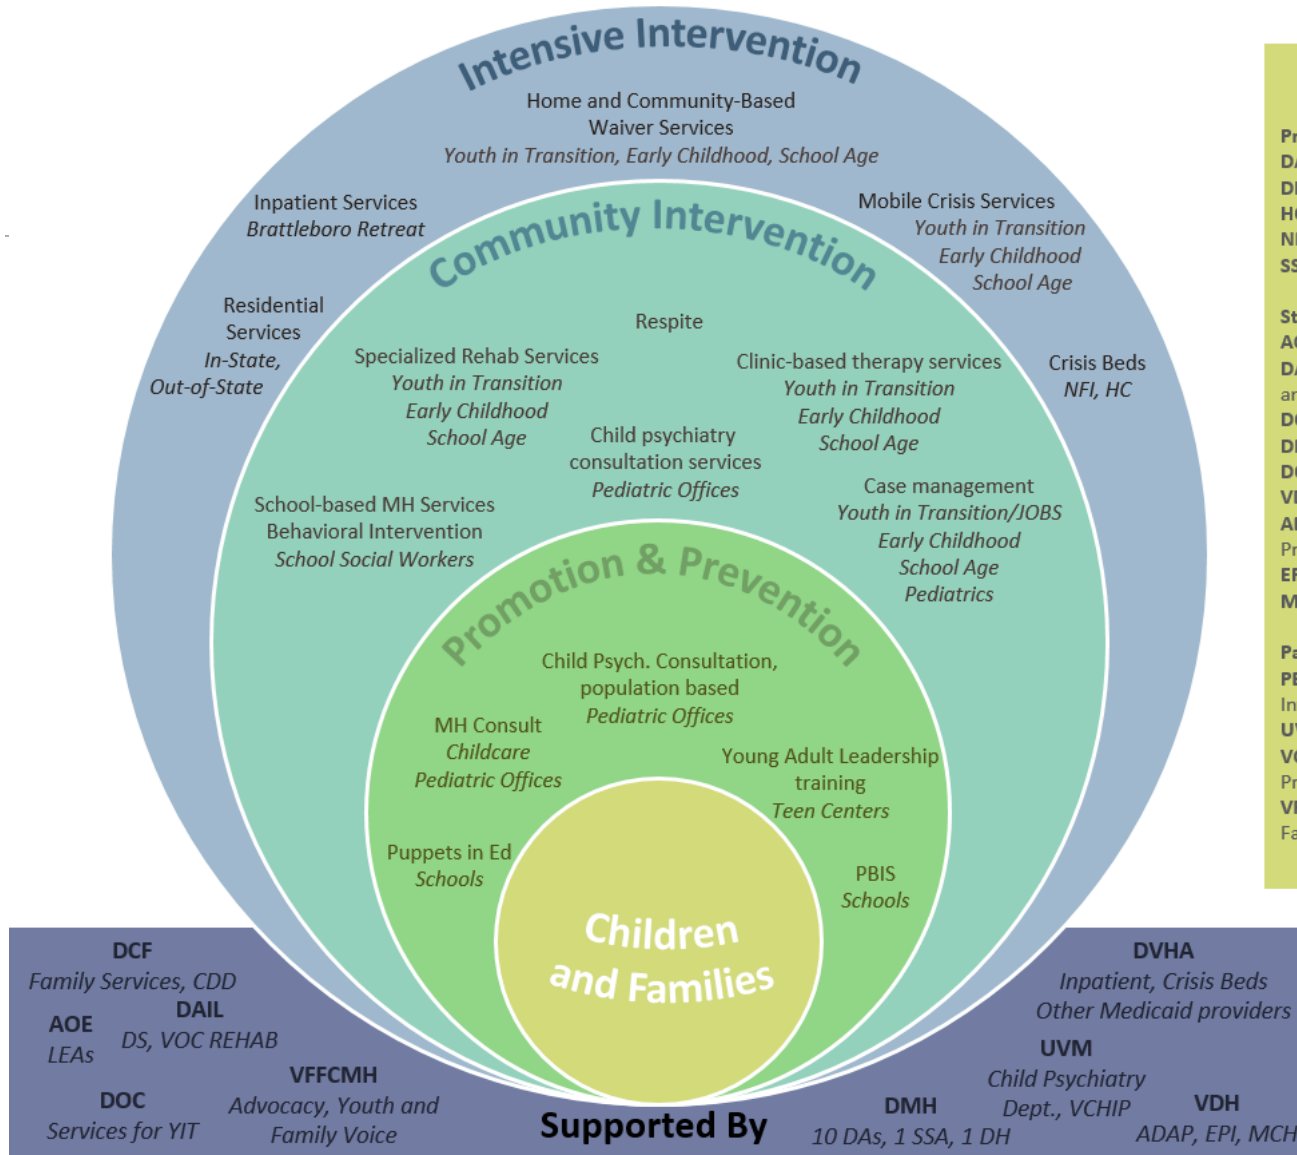 Intensive Intervention
Home and Community-Based
Waiver Services
Youth in Transition, Early Childhood, School Age
Inpatient Services
Brattleboro Retreat
Mobile Crisis Services
Youth in Transition
Early Childhood
School Age
Residential
Services
In-State,
Out-of-State
Crisis Beds
NFI, HC
Community Intervention
Respite
Specialized Rehab Services
Youth in Transition
Early Childhood
School Age
Clinic-based therapy services
Youth in Transition
Early Childhood
School Age
Child psychiatry
consultation services
Pediatric Offices
School-based MH Services
Behavioral Intervention
School Social Workers
Case management
Youth in Transition/JOBS
Early Childhood
School Age
Pediatrics
Promotion & Prevention
Child Psych. Consultation,
population based
Pediatric Offices
MH Consult
Childcare
Pediatric Offices
Young Adult Leadership
training
Teen Centers
Puppets in Ed
Schools
PBIS
Schools
Children
and Families
DCF
Family Services, CDD
AOE
LEAs
DAIL
DS, VOC REHAB
DOC
Services for YIT
VFFCMH
Advocacy, Youth and
Family Voice
Supported By
DMH
10 DAs, 1 SSA, 1 DH
UVM
Child Psychiatry
Dept., VCHIP
DVHA
Inpatient, Crisis Beds
Other Medicaid providers
VDH
ADAP, EPI, MCH